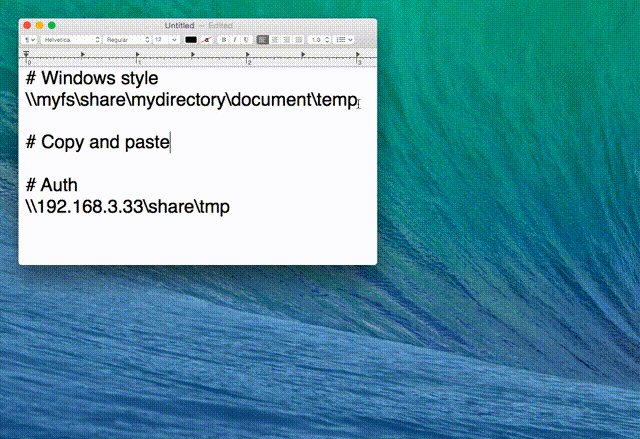 Untitled — Edited
¶ Helvetica Regular 12 a B I U 1.0
0 1 2 3
# Windows style
\\myfs\share\mydirectory\document\temp
# Copy and paste
# Auth
\\192.168.3.33\share\tmp